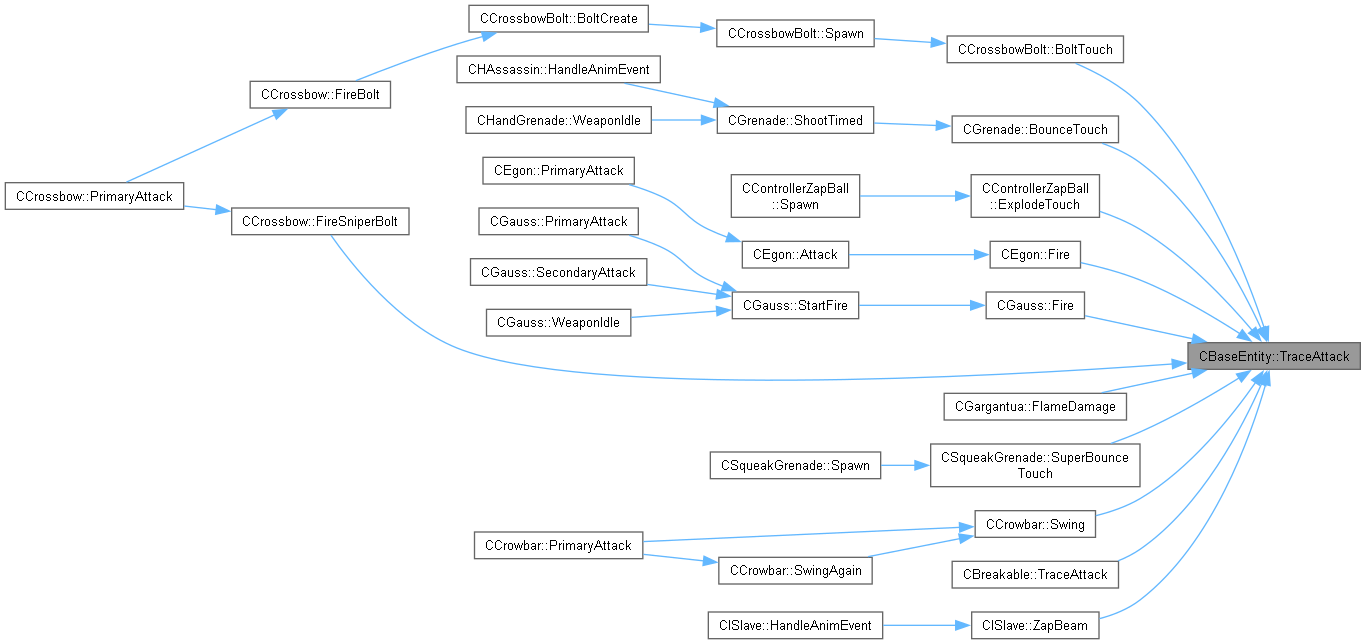 CCrossbowBolt::BoltCreate
CCrossbowBolt::Spawn
CCrossbowBolt::BoltTouch
CHAssassin::HandleAnimEvent
CCrossbow::FireBolt
CHandGrenade::WeaponIdle
CGrenade::ShootTimed
CGrenade::BounceTouch
CEgon::PrimaryAttack
CControllerZapBall
::Spawn
CControllerZapBall
::ExplodeTouch
CCrossbow::PrimaryAttack
CCrossbow::FireSniperBolt
CGauss::PrimaryAttack
CEgon::Attack
CEgon::Fire
CGauss::SecondaryAttack
CGauss::StartFire
CGauss::Fire
CGauss::WeaponIdle
CBaseEntity::TraceAttack
CGargantua::FlameDamage
CSqueakGrenade::Spawn
CSqueakGrenade::SuperBounce
Touch
CCrowbar::Swing
CCrowbar::PrimaryAttack
CCrowbar::SwingAgain
CBreakable::TraceAttack
CISlave::HandleAnimEvent
CISlave::ZapBeam